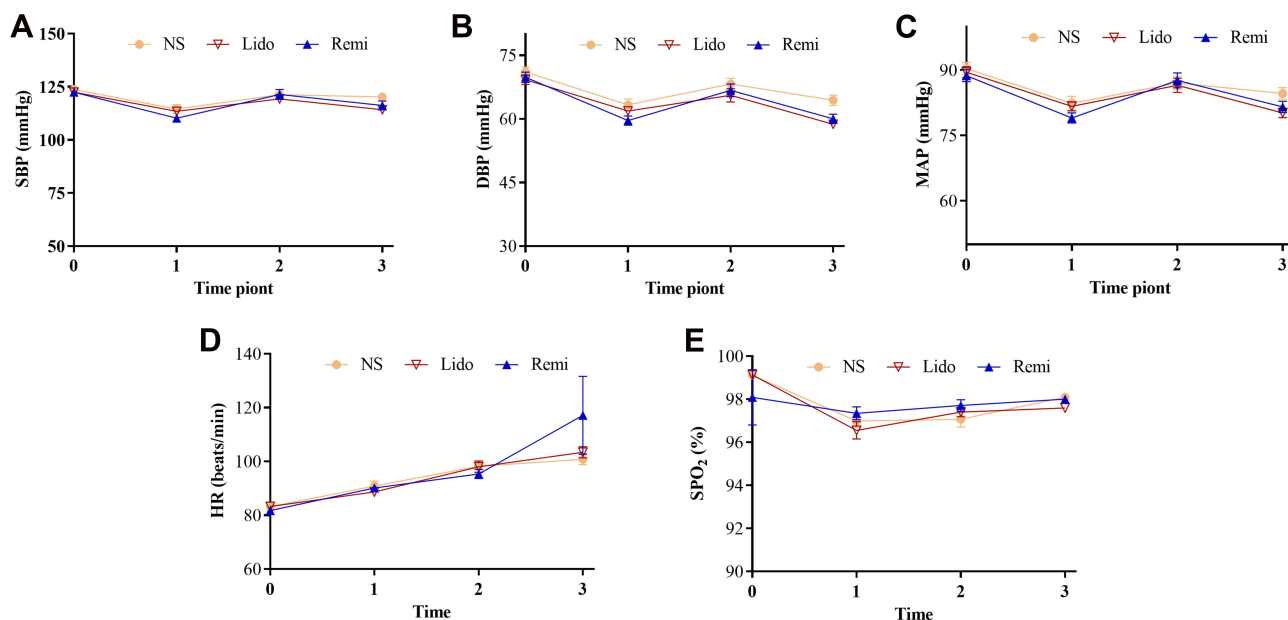 A
NS Lido Remi
SBP (mmHg)
150
125
100
75
50
0 1 2 3
Time piont
B
NS Lido Remi
DBP (mmHg)
75
60
45
30
0 1 2 3
Time piont
C
NS Lido Remi
MAP (mmHg)
90
75
60
0 1 2 3
Time piont
D
NS Lido Remi
HR (beats/min)
140
120
100
80
60
0 1 2 3
Time
E
NS Lido Remi
SPO₂ (%)
100
98
96
94
92
90
0 1 2 3
Time